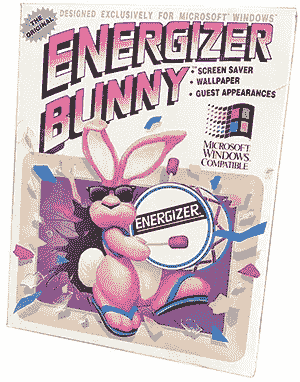 THE ORIGINAL
DESIGNED EXCLUSIVELY FOR MICROSOFT WINDOWS
ENERGIZER
BUNNY
• SCREEN SAVER
• WALLPAPER
• GUEST APPEARANCES
MICROSOFT
WINDOWS
COMPATIBLE
ENERGIZER